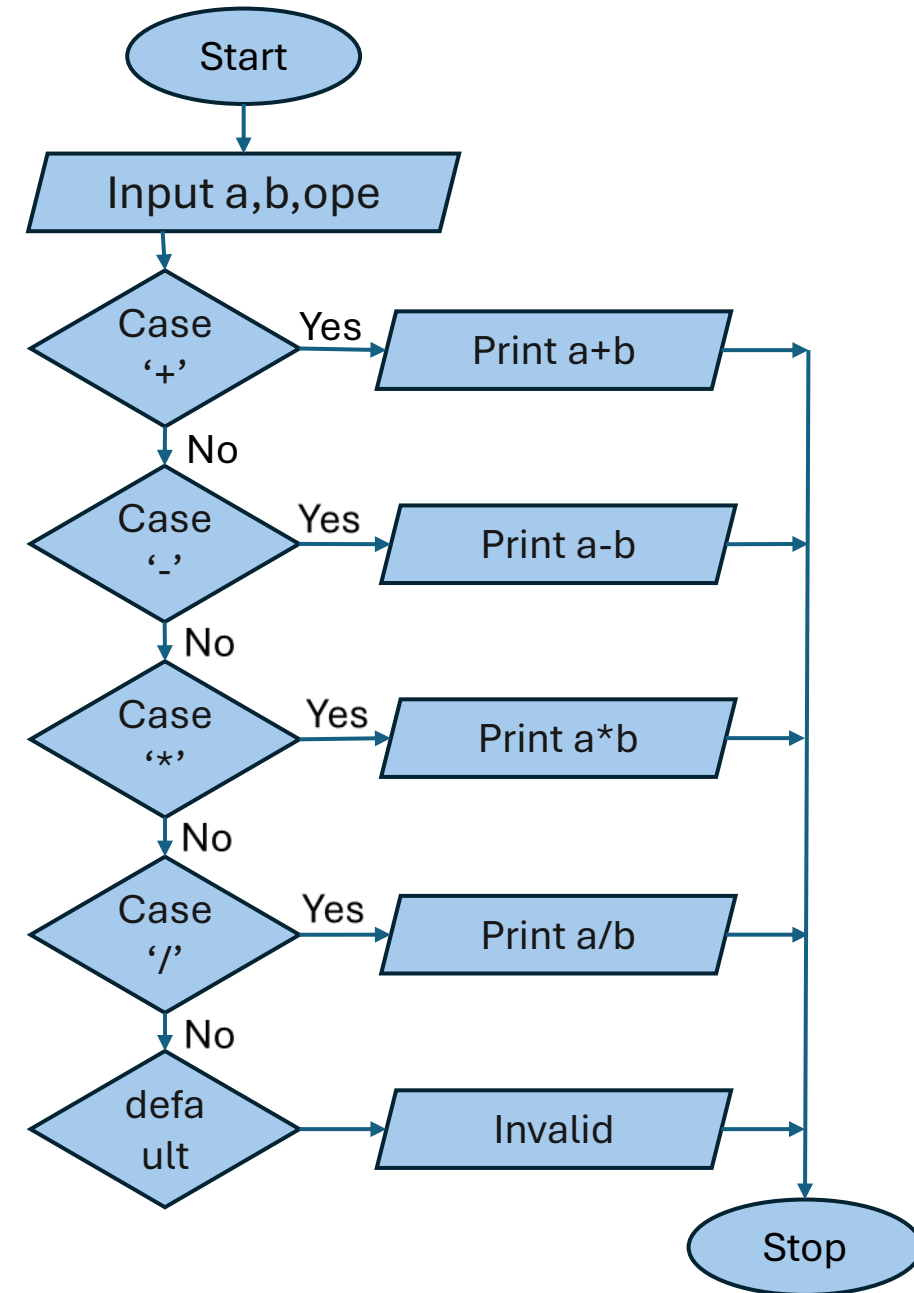 Start
Input a,b,ope
Case
‘+’
Yes
Print a+b
No
Case
‘-’
Yes
Print a-b
No
Case
‘*’
Yes
Print a*b
No
Case
‘/’
Yes
Print a/b
No
defa
ult
Invalid
Stop